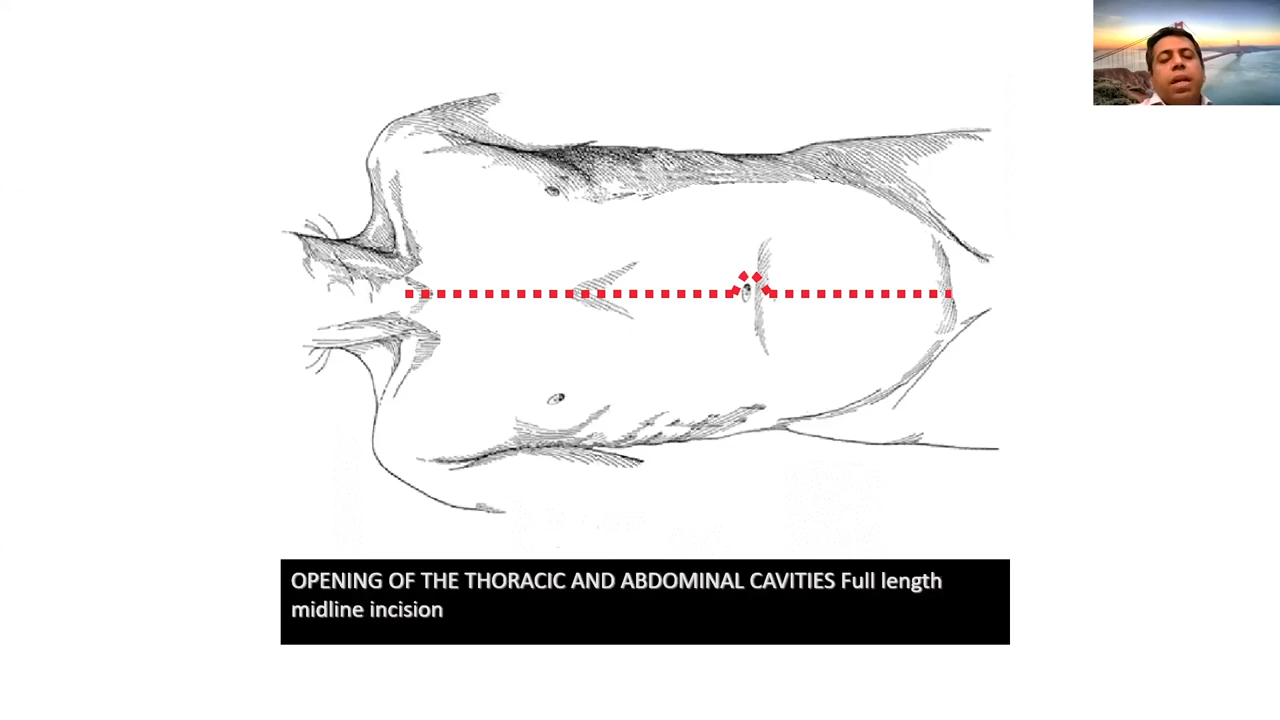 OPENING OF THE THORACIC AND ABDOMINAL CAVITIES Full length
midline incision